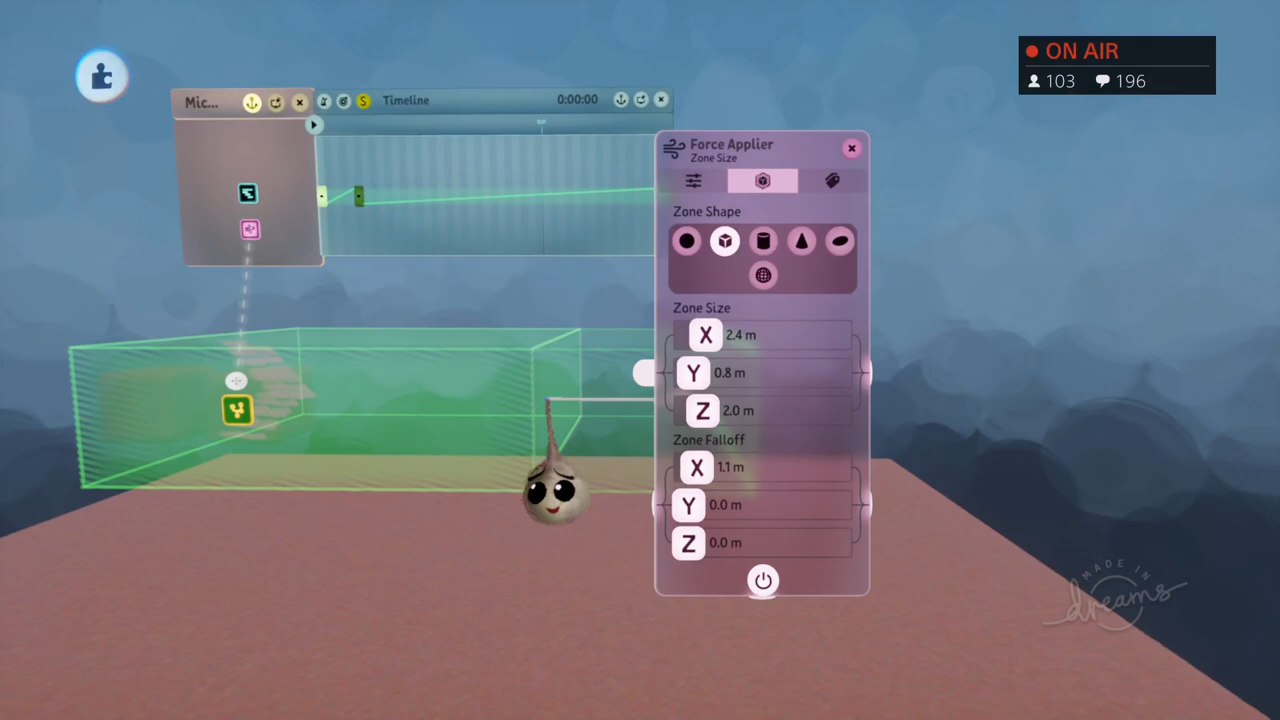 ON AIR
103 196
Mic...
S Timeline 0:00:00
Force Applier
Zone Size
Zone Shape
Zone Size
X 2.4 m
Y 0.8 m
Z 2.0 m
Zone Falloff
X 1.1 m
Y 0.0 m
Z 0.0 m
MADE IN
dreams